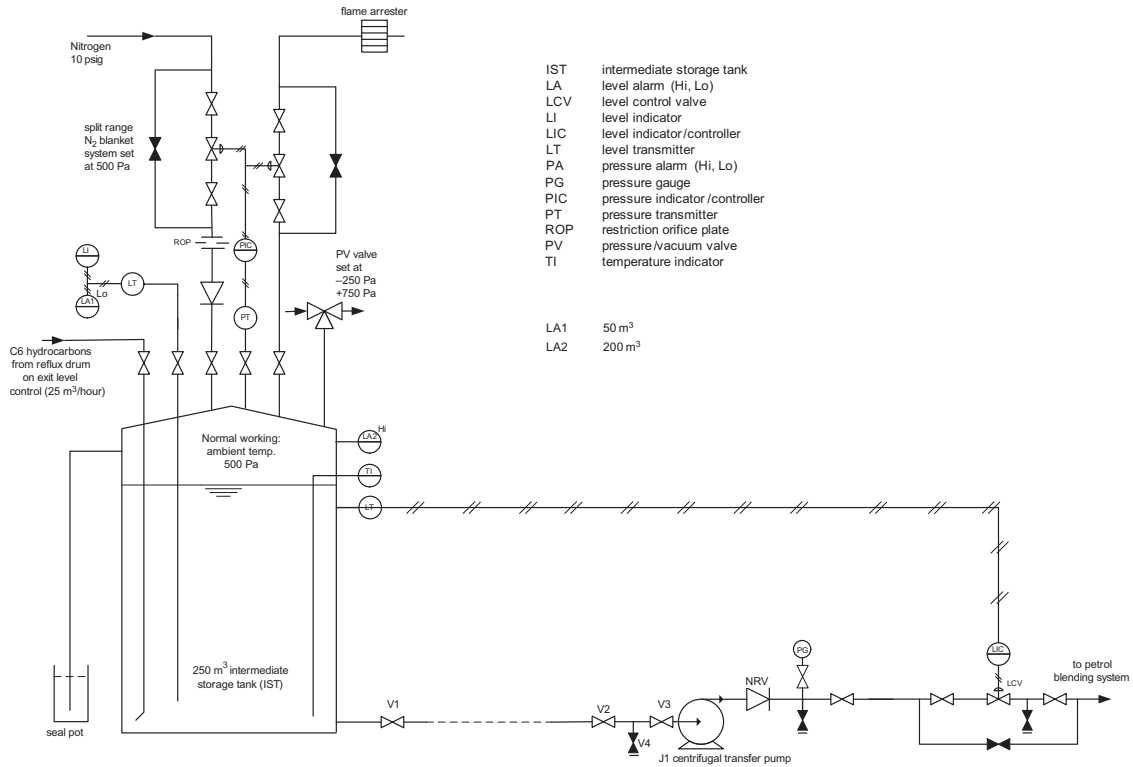 flame arrester
Nitrogen
10 psig
split range
N2 blanket
system set
at 500 Pa
ROP
PIC
PT
LI
LT
Lo
LA1
PV valve
set at
–250 Pa
+750 Pa
C6 hydrocarbons
from reflux drum
on exit level
control (25 m³/hour)
IST intermediate storage tank
LA level alarm (Hi, Lo)
LCV level control valve
LI level indicator
LIC level indicator/controller
LT level transmitter
PA pressure alarm (Hi, Lo)
PG pressure gauge
PIC pressure indicator/controller
PT pressure transmitter
ROP restriction orifice plate
PV pressure/vacuum valve
TI temperature indicator
LA1 50 m³
LA2 200 m³
Normal working:
ambient temp.
500 Pa
Hi
LA2
TI
LT
250 m³ intermediate
storage tank (IST)
seal pot
V1
V2
V3
V4
J1 centrifugal transfer pump
NRV
PG
LIC
LCV
to petrol
blending system